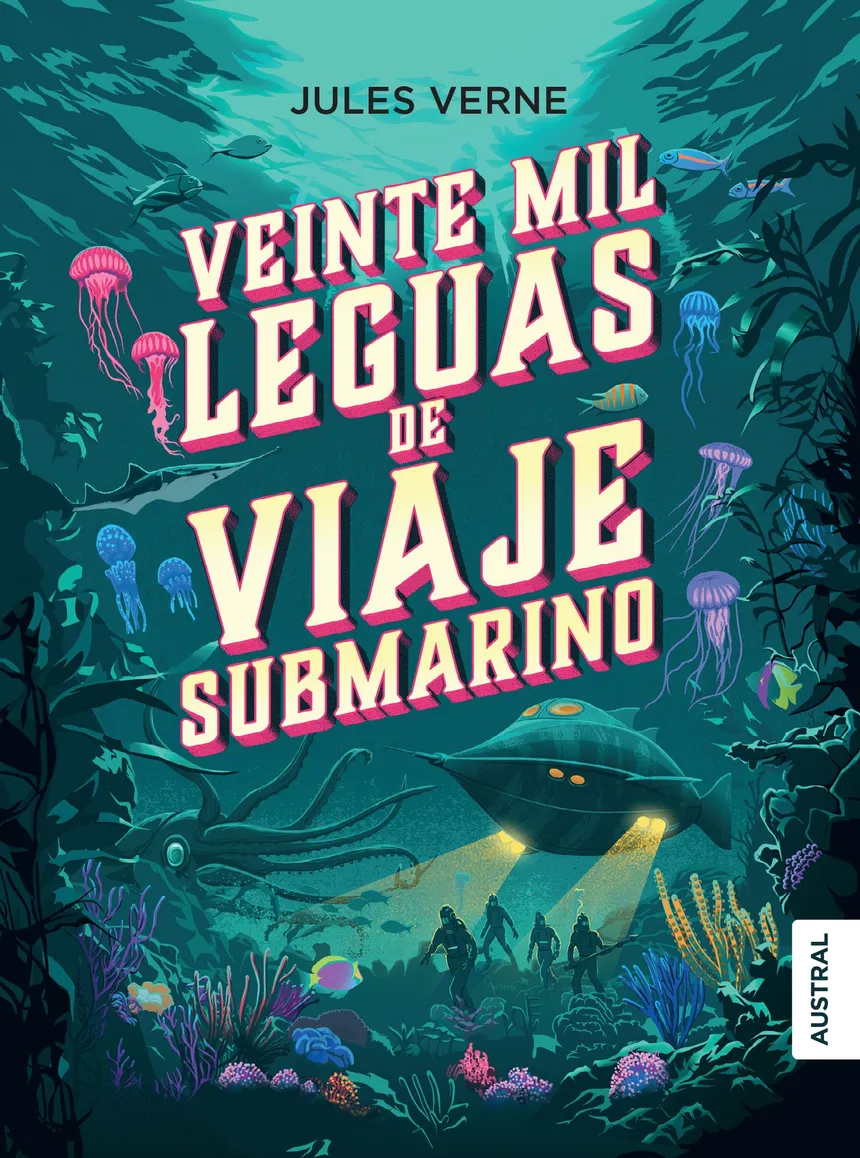 JULES VERNE
VEINTE MIL
LEGUAS
DE
VIAJE
SUBMARINO
AUSTRAL